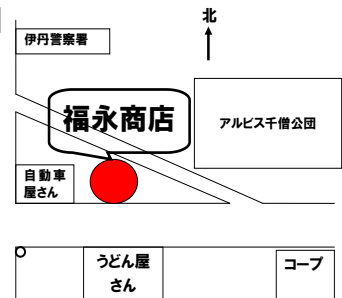 北
伊丹警察署
福永商店
アルビス千僧公団
自動車
屋さん
うどん屋
さん
コープ